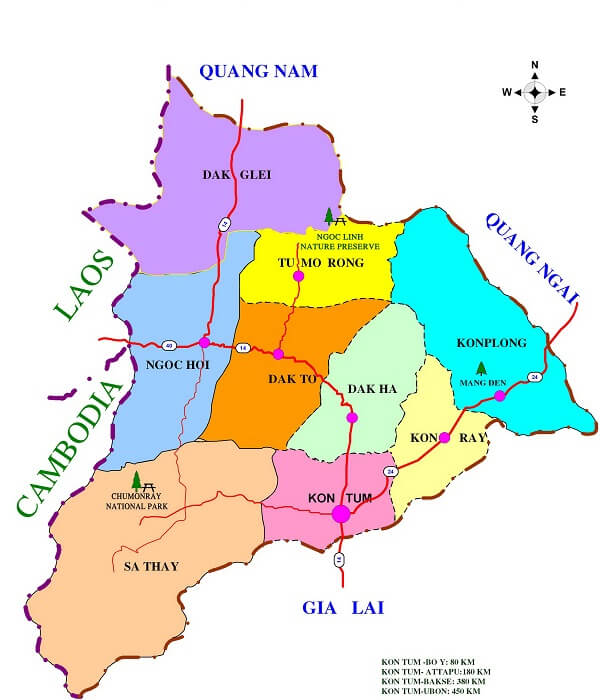 QUANG NAM
N
W E
S
DAK GLEI
14
QUANG NGAI
NGOC LINH
NATURE PRESERVE
TU MO RONG
LAOS
KONPLONG
40
14
NGOC HOI
DAK TO
24
MANG DEN
DAK HA
CAMBODIA
KON RAY
24
CHUMONRAY
NATIONAL PARK
KON TUM
SA THAY
14
GIA LAI
KON TUM -BO Y: 80 KM
KON TUM- ATTAPU:180 KM
KON TUM-BAKSE: 380 KM
KON TUM-UBON: 450 KM